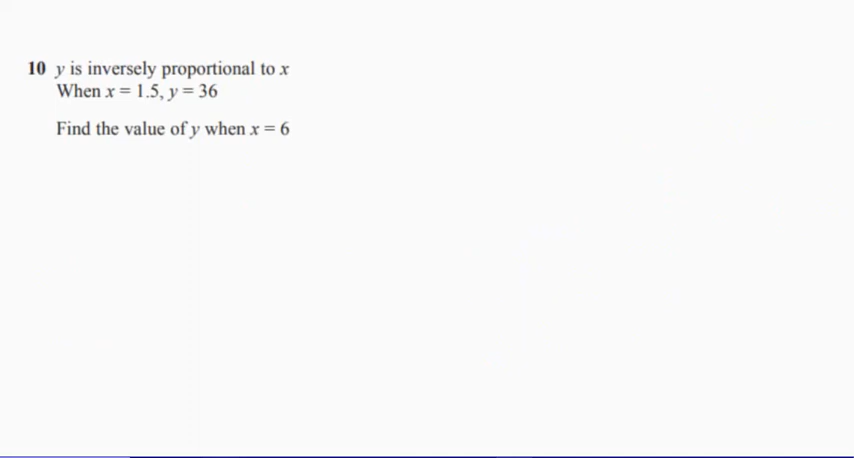 10 y is inversely proportional to x
When x = 1.5, y = 36
Find the value of y when x = 6